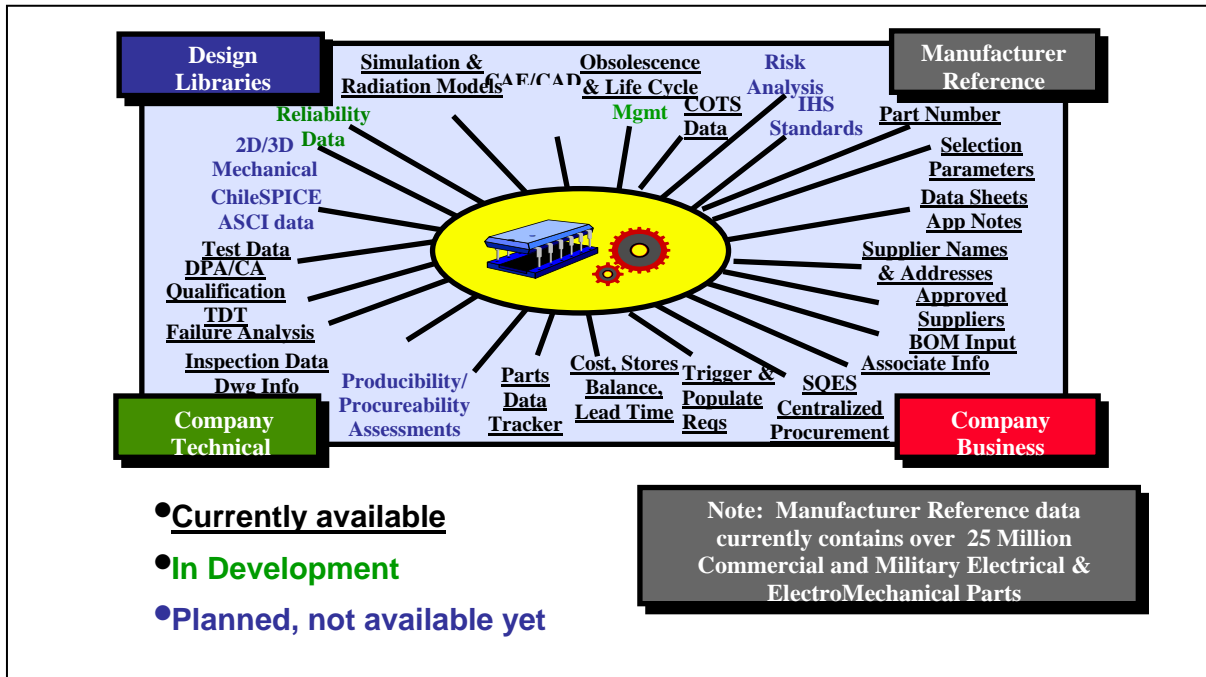 Design
Libraries
Simulation &
Radiation Models
CAE/CAD
Obsolescence
& Life Cycle
Mgmt
COTS
Data
Risk
Analysis
IHS
Standards
Manufacturer
Reference
Reliability
Data
2D/3D
Mechanical
ChileSPICE
ASCI data
Test Data
DPA/CA
Qualification
TDT
Failure Analysis
Inspection Data
Dwg Info
Part Number
Selection
Parameters
Data Sheets
App Notes
Supplier Names
& Addresses
Approved
Suppliers
BOM Input
Associate Info
Company
Technical
Producibility/
Procureability
Assessments
Parts
Data
Tracker
Cost, Stores
Balance,
Lead Time
Trigger &
Populate
Reqs
SQES
Centralized
Procurement
Company
Business
•Currently available
•In Development
•Planned, not available yet
Note: Manufacturer Reference data
currently contains over 25 Million
Commercial and Military Electrical &
ElectroMechanical Parts